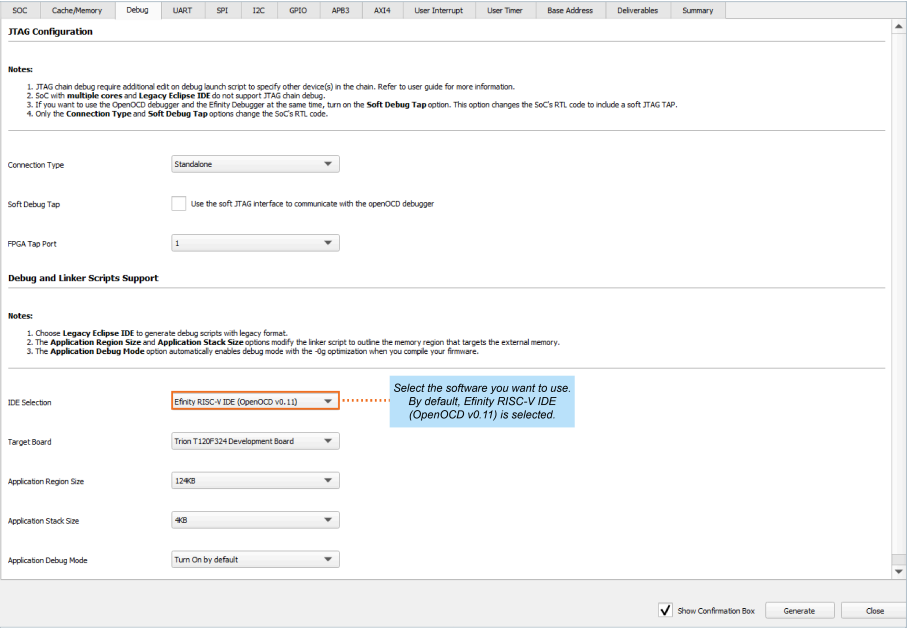 SOC Cache/Memory Debug UART SPI I2C GPIO APB3 AXI4 User Interrupt User Timer Base Address Deliverables Summary
JTAG Configuration
Notes:
1. JTAG chain debug require additional edit on debug launch script to specify other device(s) in the chain. Refer to user guide for more information.
2. SoC with multiple cores and Legacy Eclipse IDE do not support JTAG chain debug.
3. If you want to use the OpenOCD debugger and the Efinity Debugger at the same time, turn on the Soft Debug Tap option. This option changes the SoC's RTL code to include a soft JTAG TAP.
4. Only the Connection Type and Soft Debug Tap options change the SoC's RTL code.
Connection Type Standalone
Soft Debug Tap Use the soft JTAG interface to communicate with the openOCD debugger
FPGA Tap Port 1
Debug and Linker Scripts Support
Notes:
1. Choose Legacy Eclipse IDE to generate debug scripts with legacy format.
2. The Application Region Size and Application Stack Size options modify the linker script to outline the memory region that targets the external memory.
3. The Application Debug Mode option automatically enables debug mode with the -0g optimization when you compile your firmware.
IDE Selection Efinity RISC-V IDE (OpenOCD v0.11)
Select the software you want to use.
By default, Efinity RISC-V IDE
(OpenOCD v0.11) is selected.
Target Board Trion T120F324 Development Board
Application Region Size 124KB
Application Stack Size 4KB
Application Debug Mode Turn On by default
Show Confirmation Box Generate Close